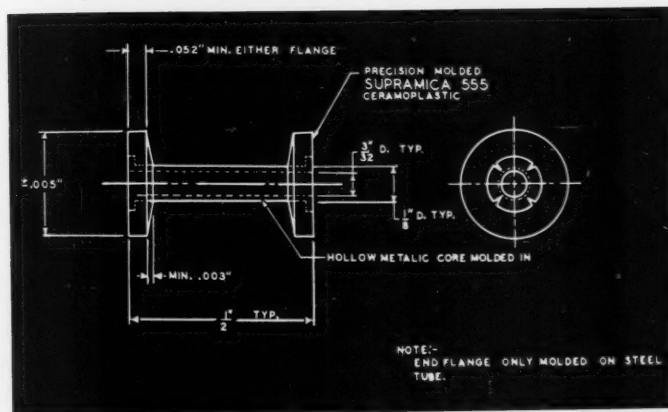 .052" MIN. EITHER FLANGE
PRECISION MOLDED
SUPRAMICA 555
CERAMOPLASTIC
3/32" D. TYP.
±.005"
1/8" D. TYP.
HOLLOW METALIC CORE MOLDED IN
MIN. .003"
1/2" TYP.
NOTE:-
END FLANGE ONLY MOLDED ON STEEL
TUBE.